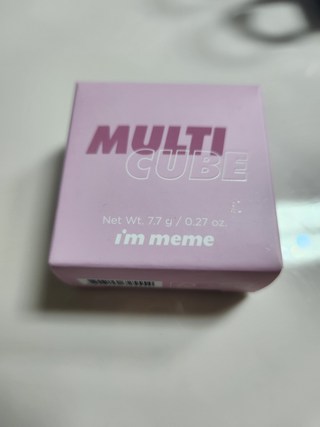 MULTI
CUBE
Net Wt. 7.7 g / 0.27 oz.
i'm meme